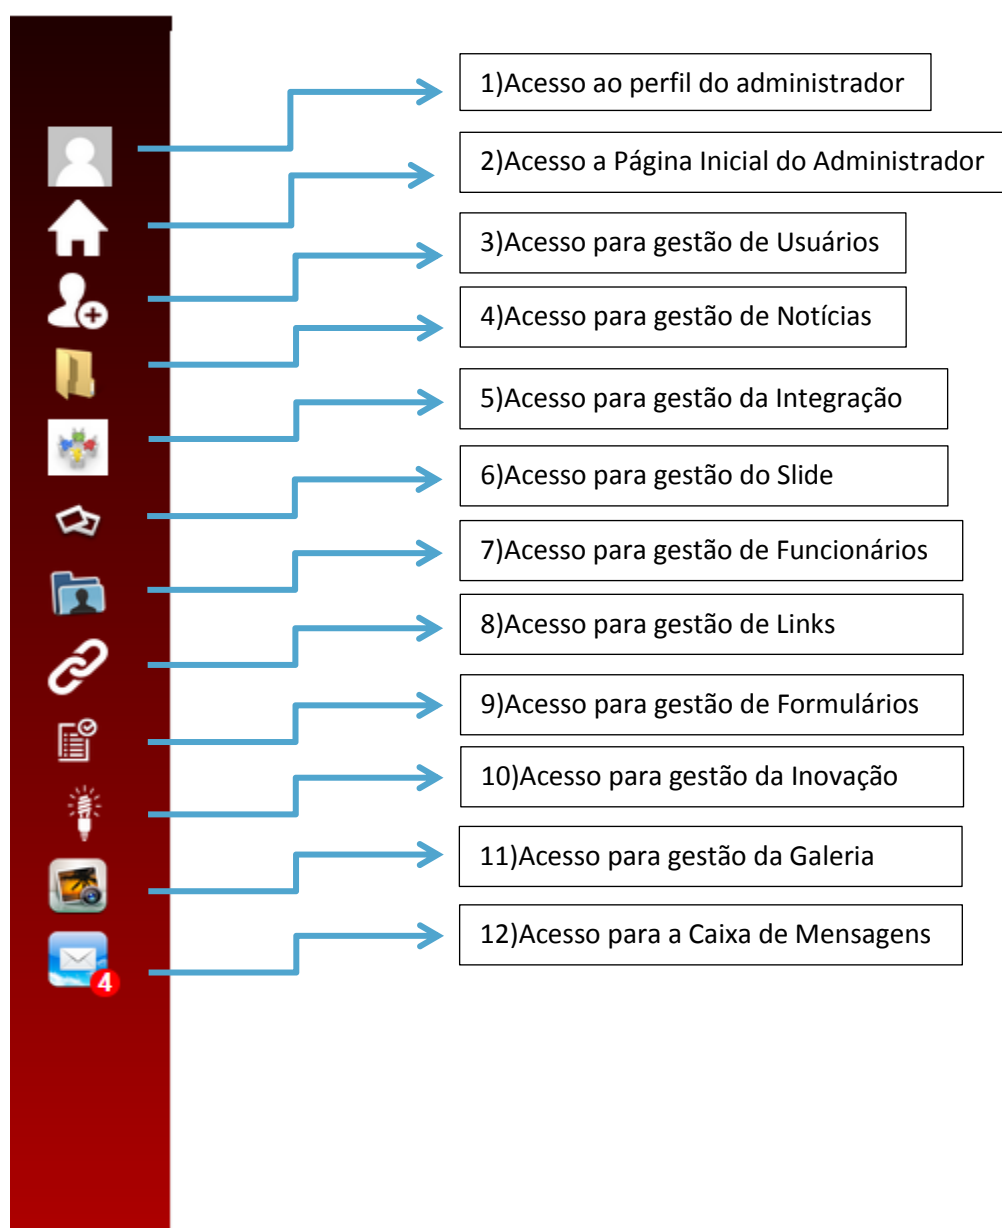 1)Acesso ao perfil do administrador
2)Acesso a Página Inicial do Administrador
3)Acesso para gestão de Usuários
4)Acesso para gestão de Notícias
5)Acesso para gestão da Integração
6)Acesso para gestão do Slide
7)Acesso para gestão de Funcionários
8)Acesso para gestão de Links
9)Acesso para gestão de Formulários
10)Acesso para gestão da Inovação
11)Acesso para gestão da Galeria
12)Acesso para a Caixa de Mensagens
4